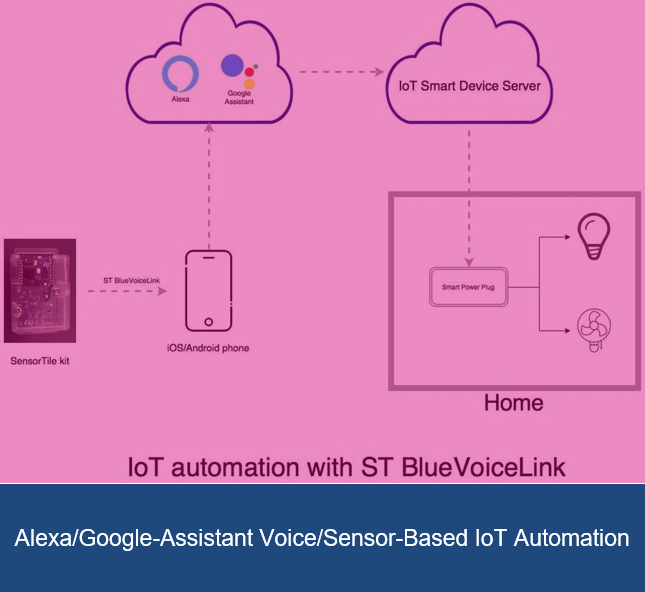 Alexa
Google
Assistant
IoT Smart Device Server
ST BlueVoiceLink
Smart Power Plug
SensorTile kit
iOS/Android phone
Home
IoT automation with ST BlueVoiceLink
Alexa/Google-Assistant Voice/Sensor-Based IoT Automation